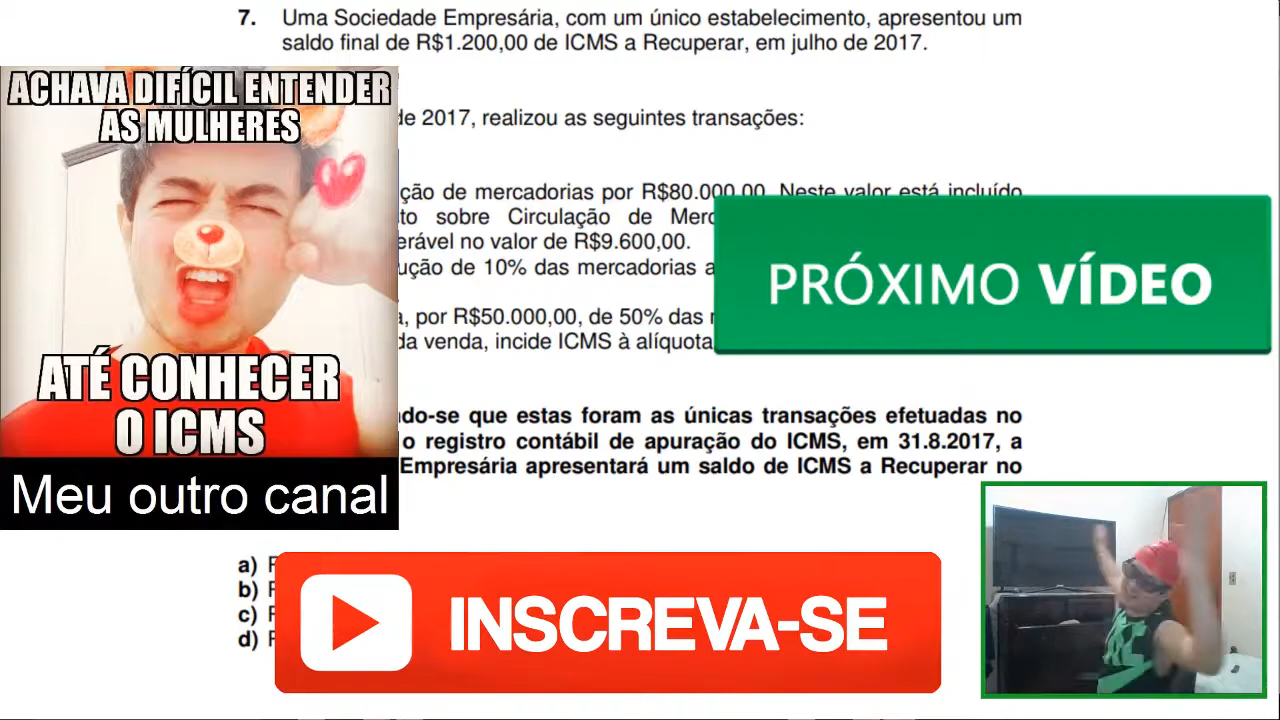 7. Uma Sociedade Empresária, com um único estabelecimento, apresentou um
saldo final de R$1.200,00 de ICMS a Recuperar, em julho de 2017.
de 2017, realizou as seguintes transações:
ção de mercadorias por R$80.000,00. Neste valor está incluído
to sobre Circulação de Merc
erável no valor de R$9.600,00.
ução de 10% das mercadorias a
, por R$50.000,00, de 50% das
da venda, incide ICMS à alíquota
ndo-se que estas foram as únicas transações efetuadas no
o registro contábil de apuração do ICMS, em 31.8.2017, a
Empresária apresentará um saldo de ICMS a Recuperar no
a)
b)
c)
d)
ACHAVA DIFÍCIL ENTENDER
AS MULHERES
ATÉ CONHECER
O ICMS
Meu outro canal
PRÓXIMO VÍDEO
INSCREVA-SE